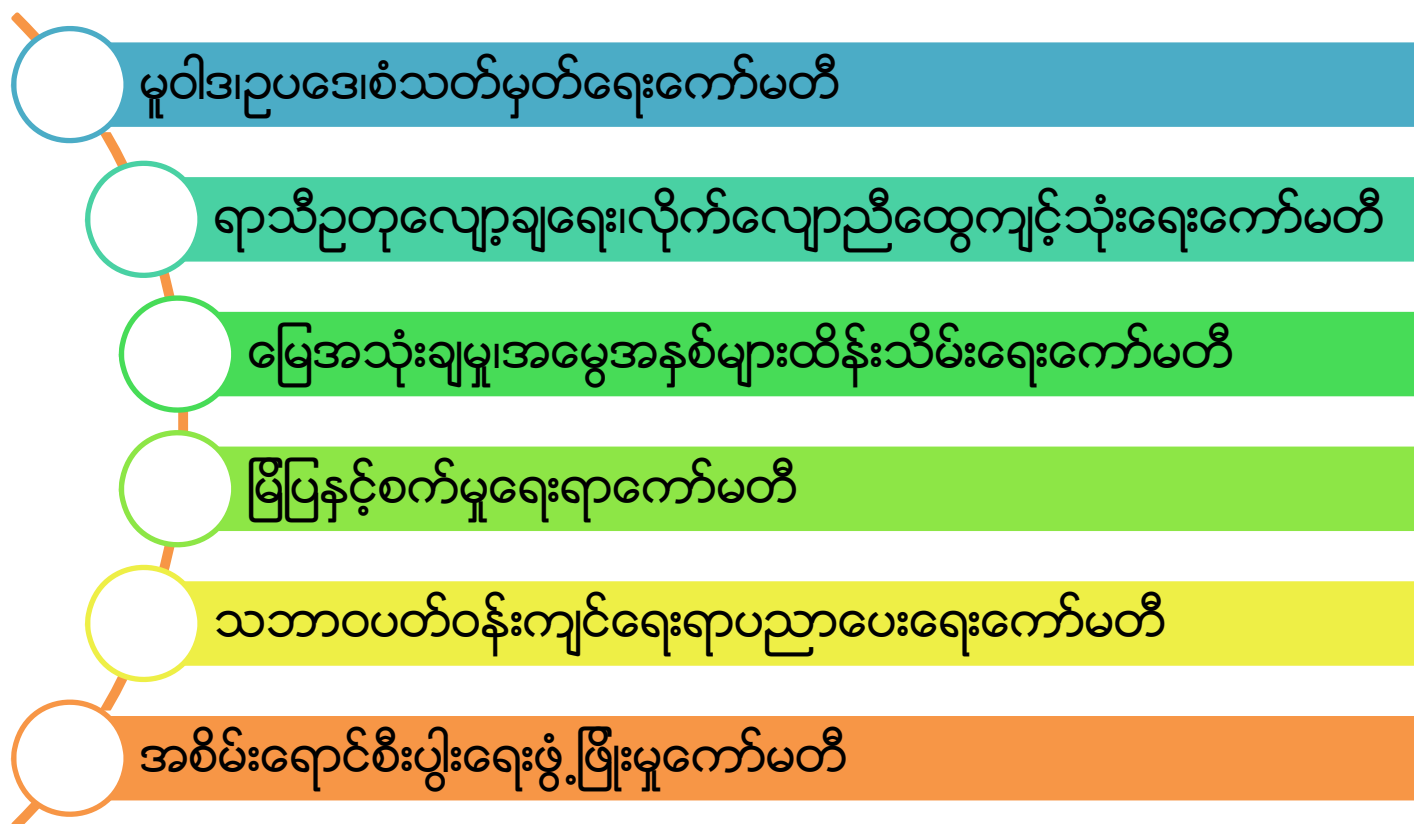 မူဝါဒ၊ဥပဒေ၊စံသတ်မှတ်ရေးကော်မတီ
ရာသီဥတုလျော့ချရေး၊လိုက်လျောညီထွေကျင့်သုံးရေးကော်မတီ
မြေအသုံးချမှု၊အမွေအနှစ်များထိန်းသိမ်းရေးကော်မတီ
မြို့ပြနှင့်စက်မှုရေးရာကော်မတီ
သဘာဝပတ်ဝန်းကျင်ရေးရာပညာပေးရေးကော်မတီ
အစိမ်းရောင်စီးပွါးရေးဖွံ့ဖြိုးမှုကော်မတီ